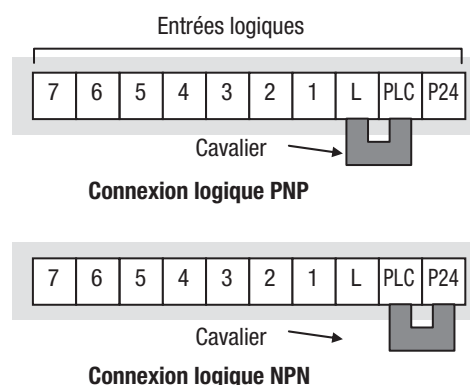 Entrées logiques
7 6 5 4 3 2 1 L PLC P24
Cavalier
Connexion logique PNP
7 6 5 4 3 2 1 L PLC P24
Cavalier
Connexion logique NPN